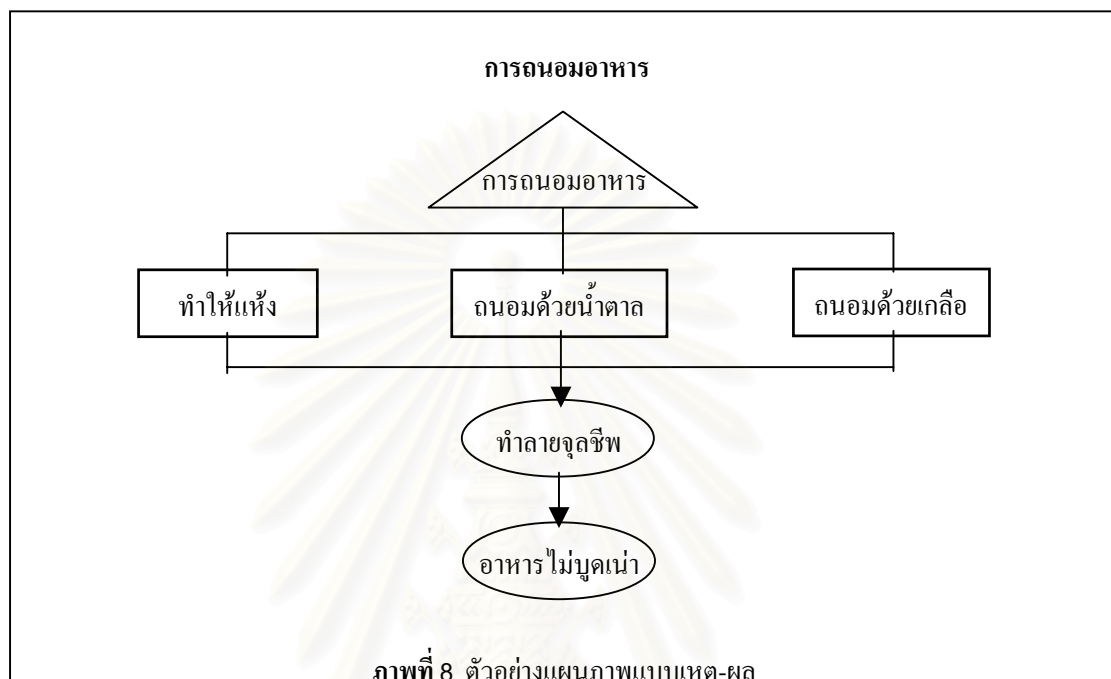 การถนอมอาหาร
การถนอมอาหาร
ทำให้แห้ง
ถนอมด้วยน้ำตาล
ถนอมด้วยเกลือ
ทำลายจุลชีพ
อาหารไม่บูดเน่า
ภาพที่ 8 ตัวอย่างแผนภาพแบบเหตุ-ผล